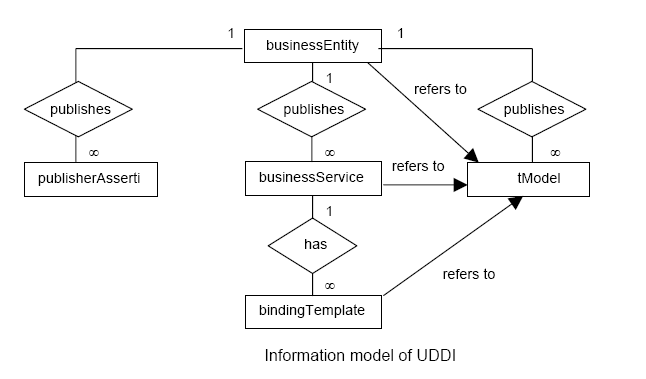 1
businessEntity
1
1
refers to
publishes
publishes
publishes
∞
∞
∞
publisherAsserti
businessService
refers to
tModel
1
has
refers to
∞
bindingTemplate
Information model of UDDI